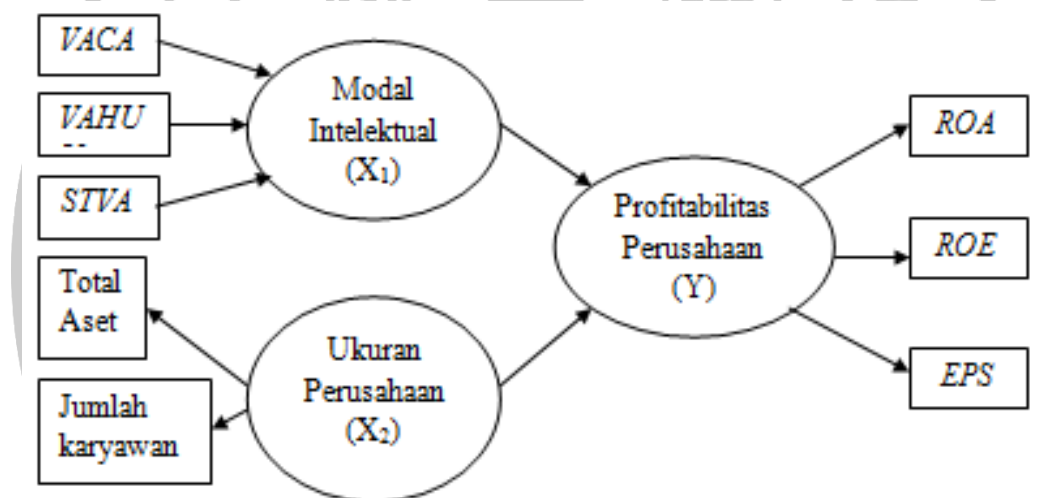 VACA
VAHU
STVA
Total
Aset
Jumlah
karyawan
Modal
Intelektual
(X₁)
Ukuran
Perusahaan
(X₂)
Profitabilitas
Perusahaan
(Y)
ROA
ROE
EPS